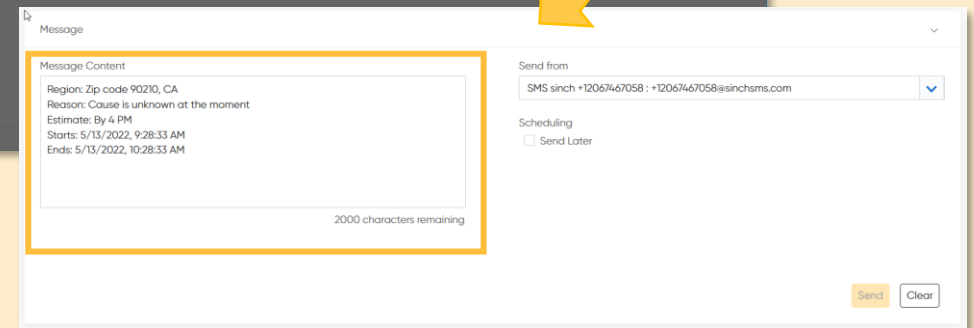 Message
Message Content
Region: Zip code 90210, CA
Reason: Cause is unknown at the moment
Estimate: By 4 PM
Starts: 5/13/2022, 9:28:33 AM
Ends: 5/13/2022, 10:28:33 AM
2000 characters remaining
Send from
SMS sinch +12067467058 : +12067467058@sinchsms.com
Scheduling
Send Later
Send
Clear